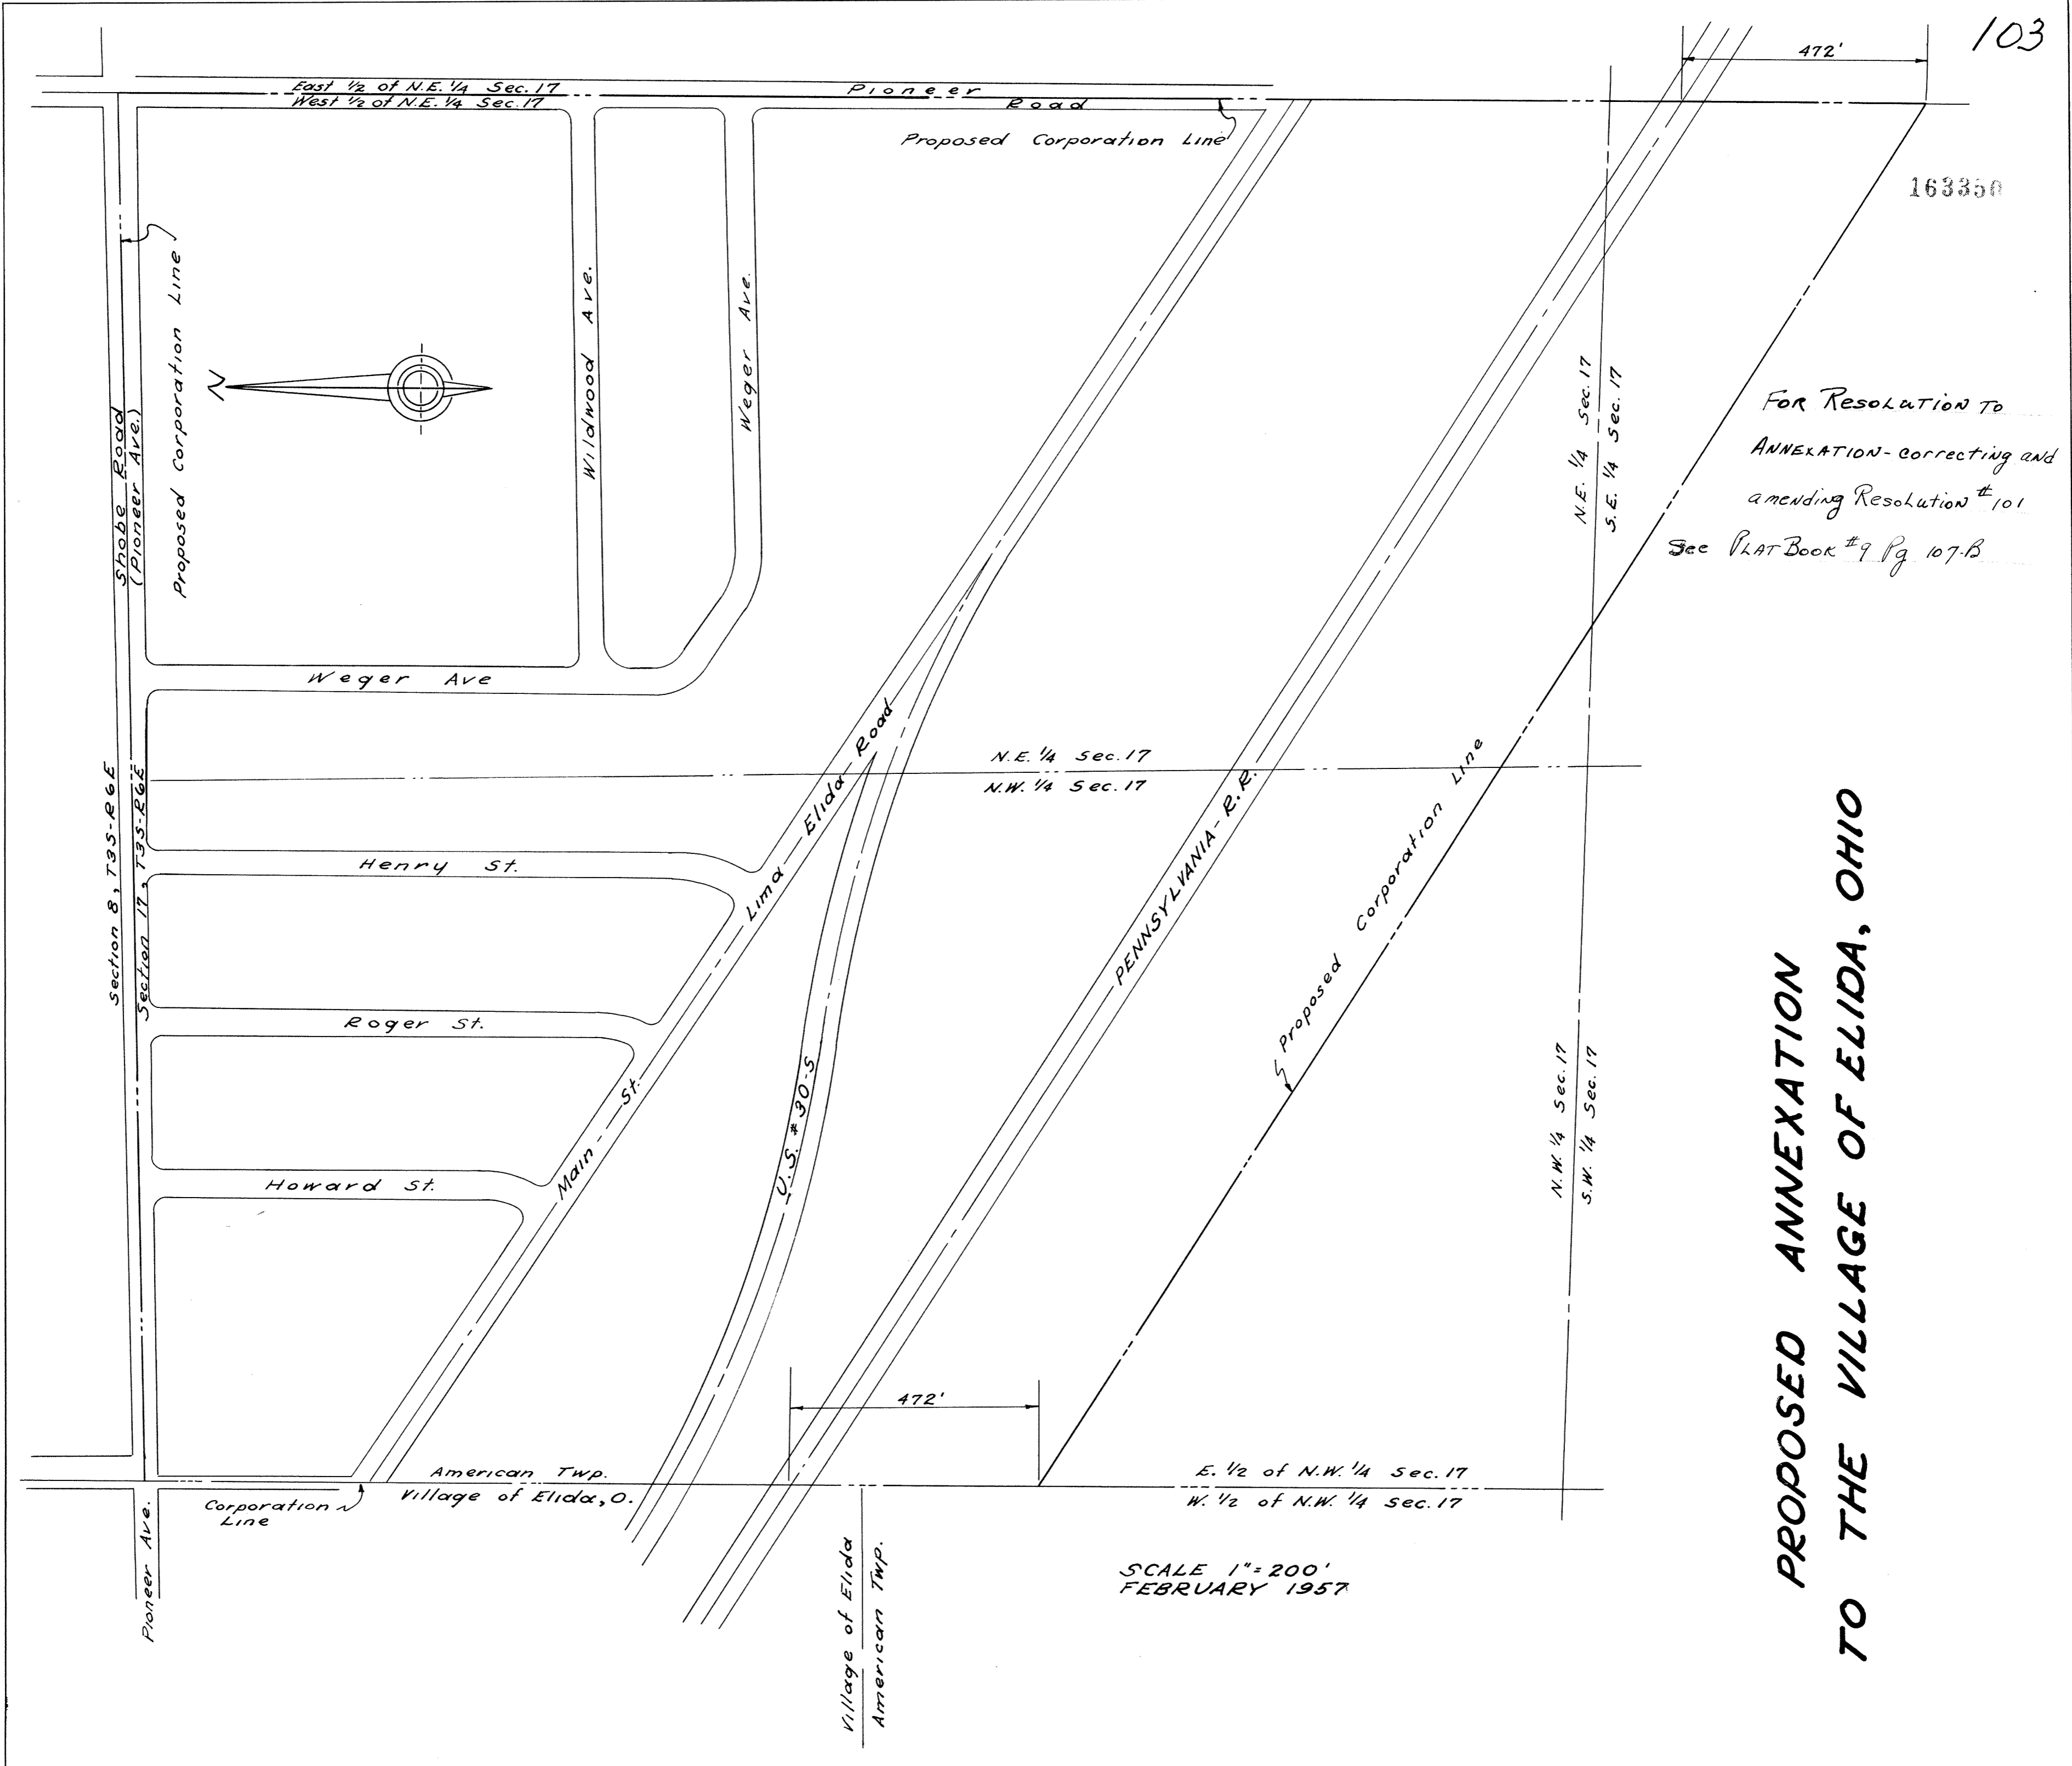 103
472'
East 1/2 of N.E. 1/4 Sec. 17
West 1/2 of N.E. 1/4 Sec. 17
Pioneer
Road
Proposed Corporation Line
163350
Shobe Road
(Pioneer Ave.)
Proposed Corporation Line
N
Wildwood Ave.
Weger Ave.
N.E. 1/4 Sec. 17
S.E. 1/4 Sec. 17
FOR Resolution To
ANNEXATION - correcting and
amending Resolution #101
See PLAT BOOK #9 Pg 107-B
Weger Ave
Section 8, T3S-R6E
Section 17, T3S-R6E
N.E. 1/4 Sec. 17
N.W. 1/4 Sec. 17
Lima - Elida Road
Henry St.
PENNSYLVANIA - R.R.
Proposed Corporation Line
Roger St.
Main St.
U.S. #30-S
N.W. 1/4 Sec. 17
S.W. 1/4 Sec. 17
Howard St.
472'
American Twp.
Village of Elida, O.
Corporation
Line
E. 1/2 of N.W. 1/4 Sec. 17
W. 1/2 of N.W. 1/4 Sec. 17
Pioneer Ave.
Village of Elida
American Twp.
SCALE 1"=200'
FEBRUARY 1957
PROPOSED ANNEXATION
TO THE VILLAGE OF ELIDA, OHIO